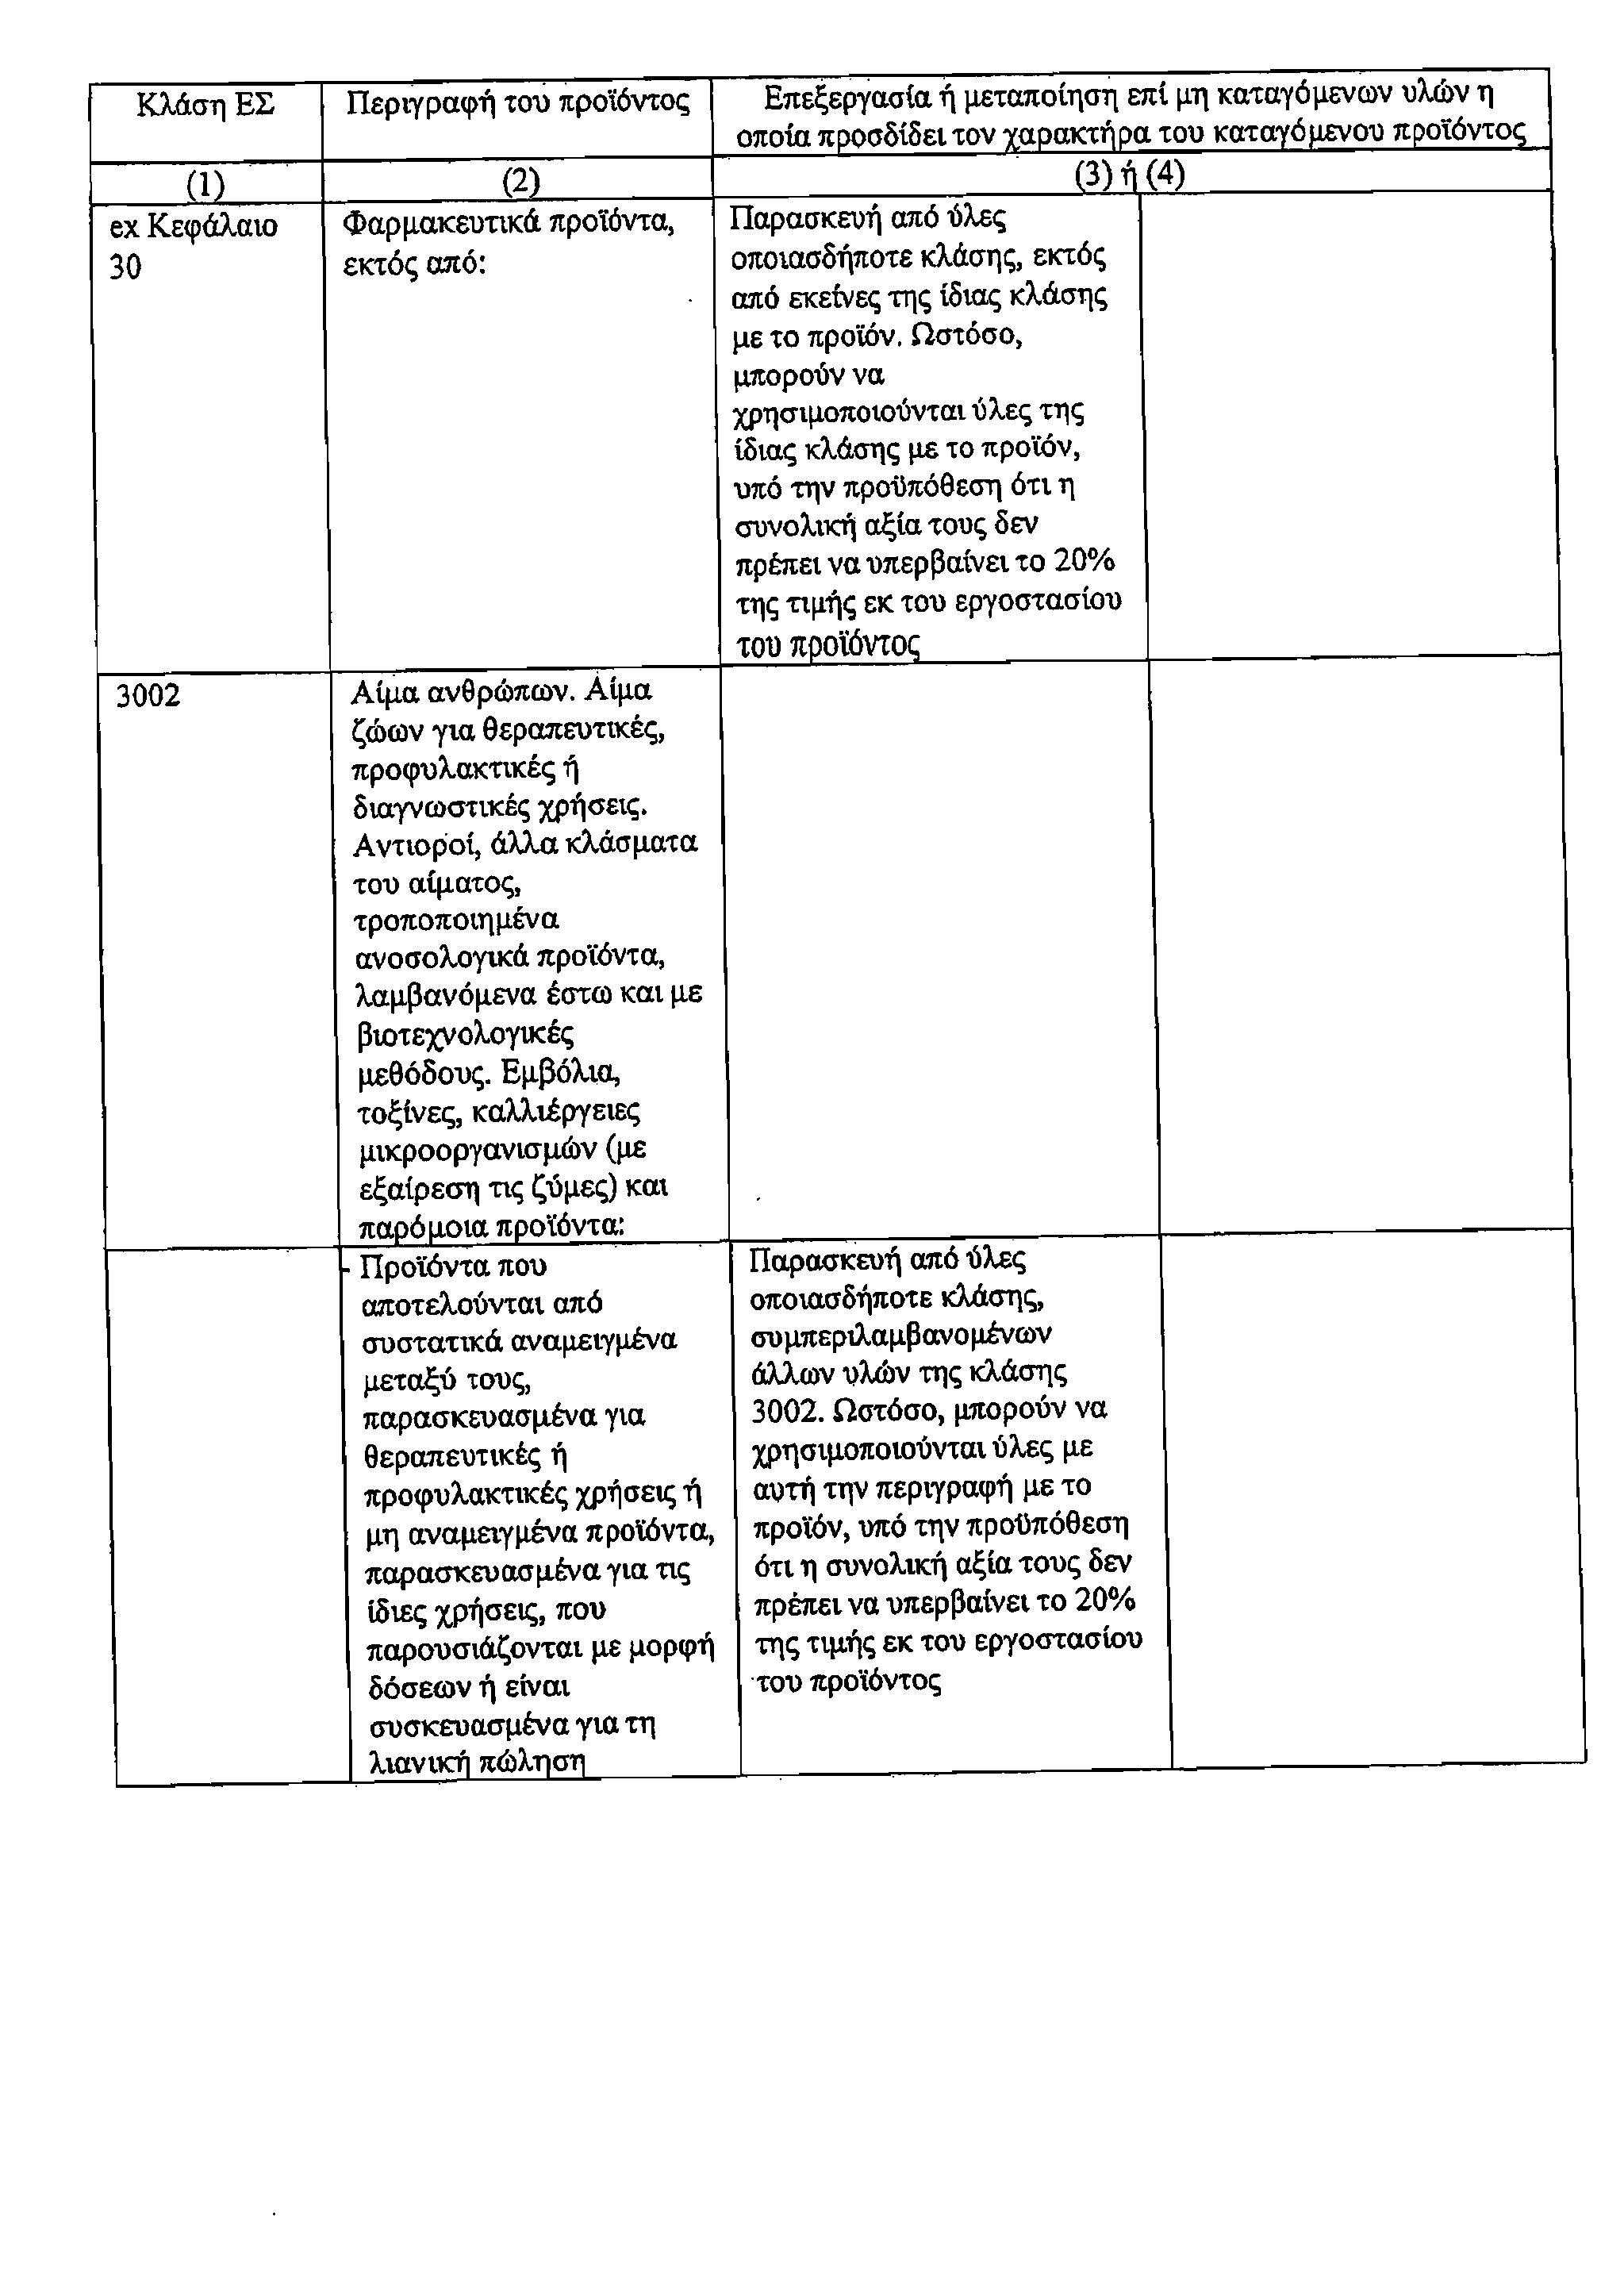 Κλάση ΕΣ
Περιγραφή του προϊόντος
Επεξεργασία ή μεταποίηση επί μη καταγόμενων υλών η
οποία προσδίδει τον χαρακτήρα του καταγόμενου προϊόντος
(1)
(2)
(3) ή (4)
ex Κεφάλαιο
30
Φαρμακευτικά προϊόντα,
εκτός από:
Παρασκευή από ύλες
οποιασδήποτε κλάσης, εκτός
από εκείνες της ίδιας κλάσης
με το προϊόν. Ωστόσο,
μπορούν να
χρησιμοποιούνται ύλες της
ίδιας κλάσης με το προϊόν,
υπό την προϋπόθεση ότι η
συνολική αξία τους δεν
πρέπει να υπερβαίνει το 20%
της τιμής εκ του εργοστασίου
του προϊόντος
3002
Αίμα ανθρώπων. Αίμα
ζώων για θεραπευτικές,
προφυλακτικές ή
διαγνωστικές χρήσεις.
Αντιοροί, άλλα κλάσματα
του αίματος,
τροποποιημένα
ανοσολογικά προϊόντα,
λαμβανόμενα έστω και με
βιοτεχνολογικές
μεθόδους. Εμβόλια,
τοξίνες, καλλιέργειες
μικροοργανισμών (με
εξαίρεση τις ζύμες) και
παρόμοια προϊόντα:
- Προϊόντα που
αποτελούνται από
συστατικά αναμειγμένα
μεταξύ τους,
παρασκευασμένα για
θεραπευτικές ή
προφυλακτικές χρήσεις ή
μη αναμειγμένα προϊόντα,
παρασκευασμένα για τις
ίδιες χρήσεις, που
παρουσιάζονται με μορφή
δόσεων ή είναι
συσκευασμένα για τη
λιανική πώληση
Παρασκευή από ύλες
οποιασδήποτε κλάσης,
συμπεριλαμβανομένων
άλλων υλών της κλάσης
3002. Ωστόσο, μπορούν να
χρησιμοποιούνται ύλες με
αυτή την περιγραφή με το
προϊόν, υπό την προϋπόθεση
ότι η συνολική αξία τους δεν
πρέπει να υπερβαίνει το 20%
της τιμής εκ του εργοστασίου
του προϊόντος